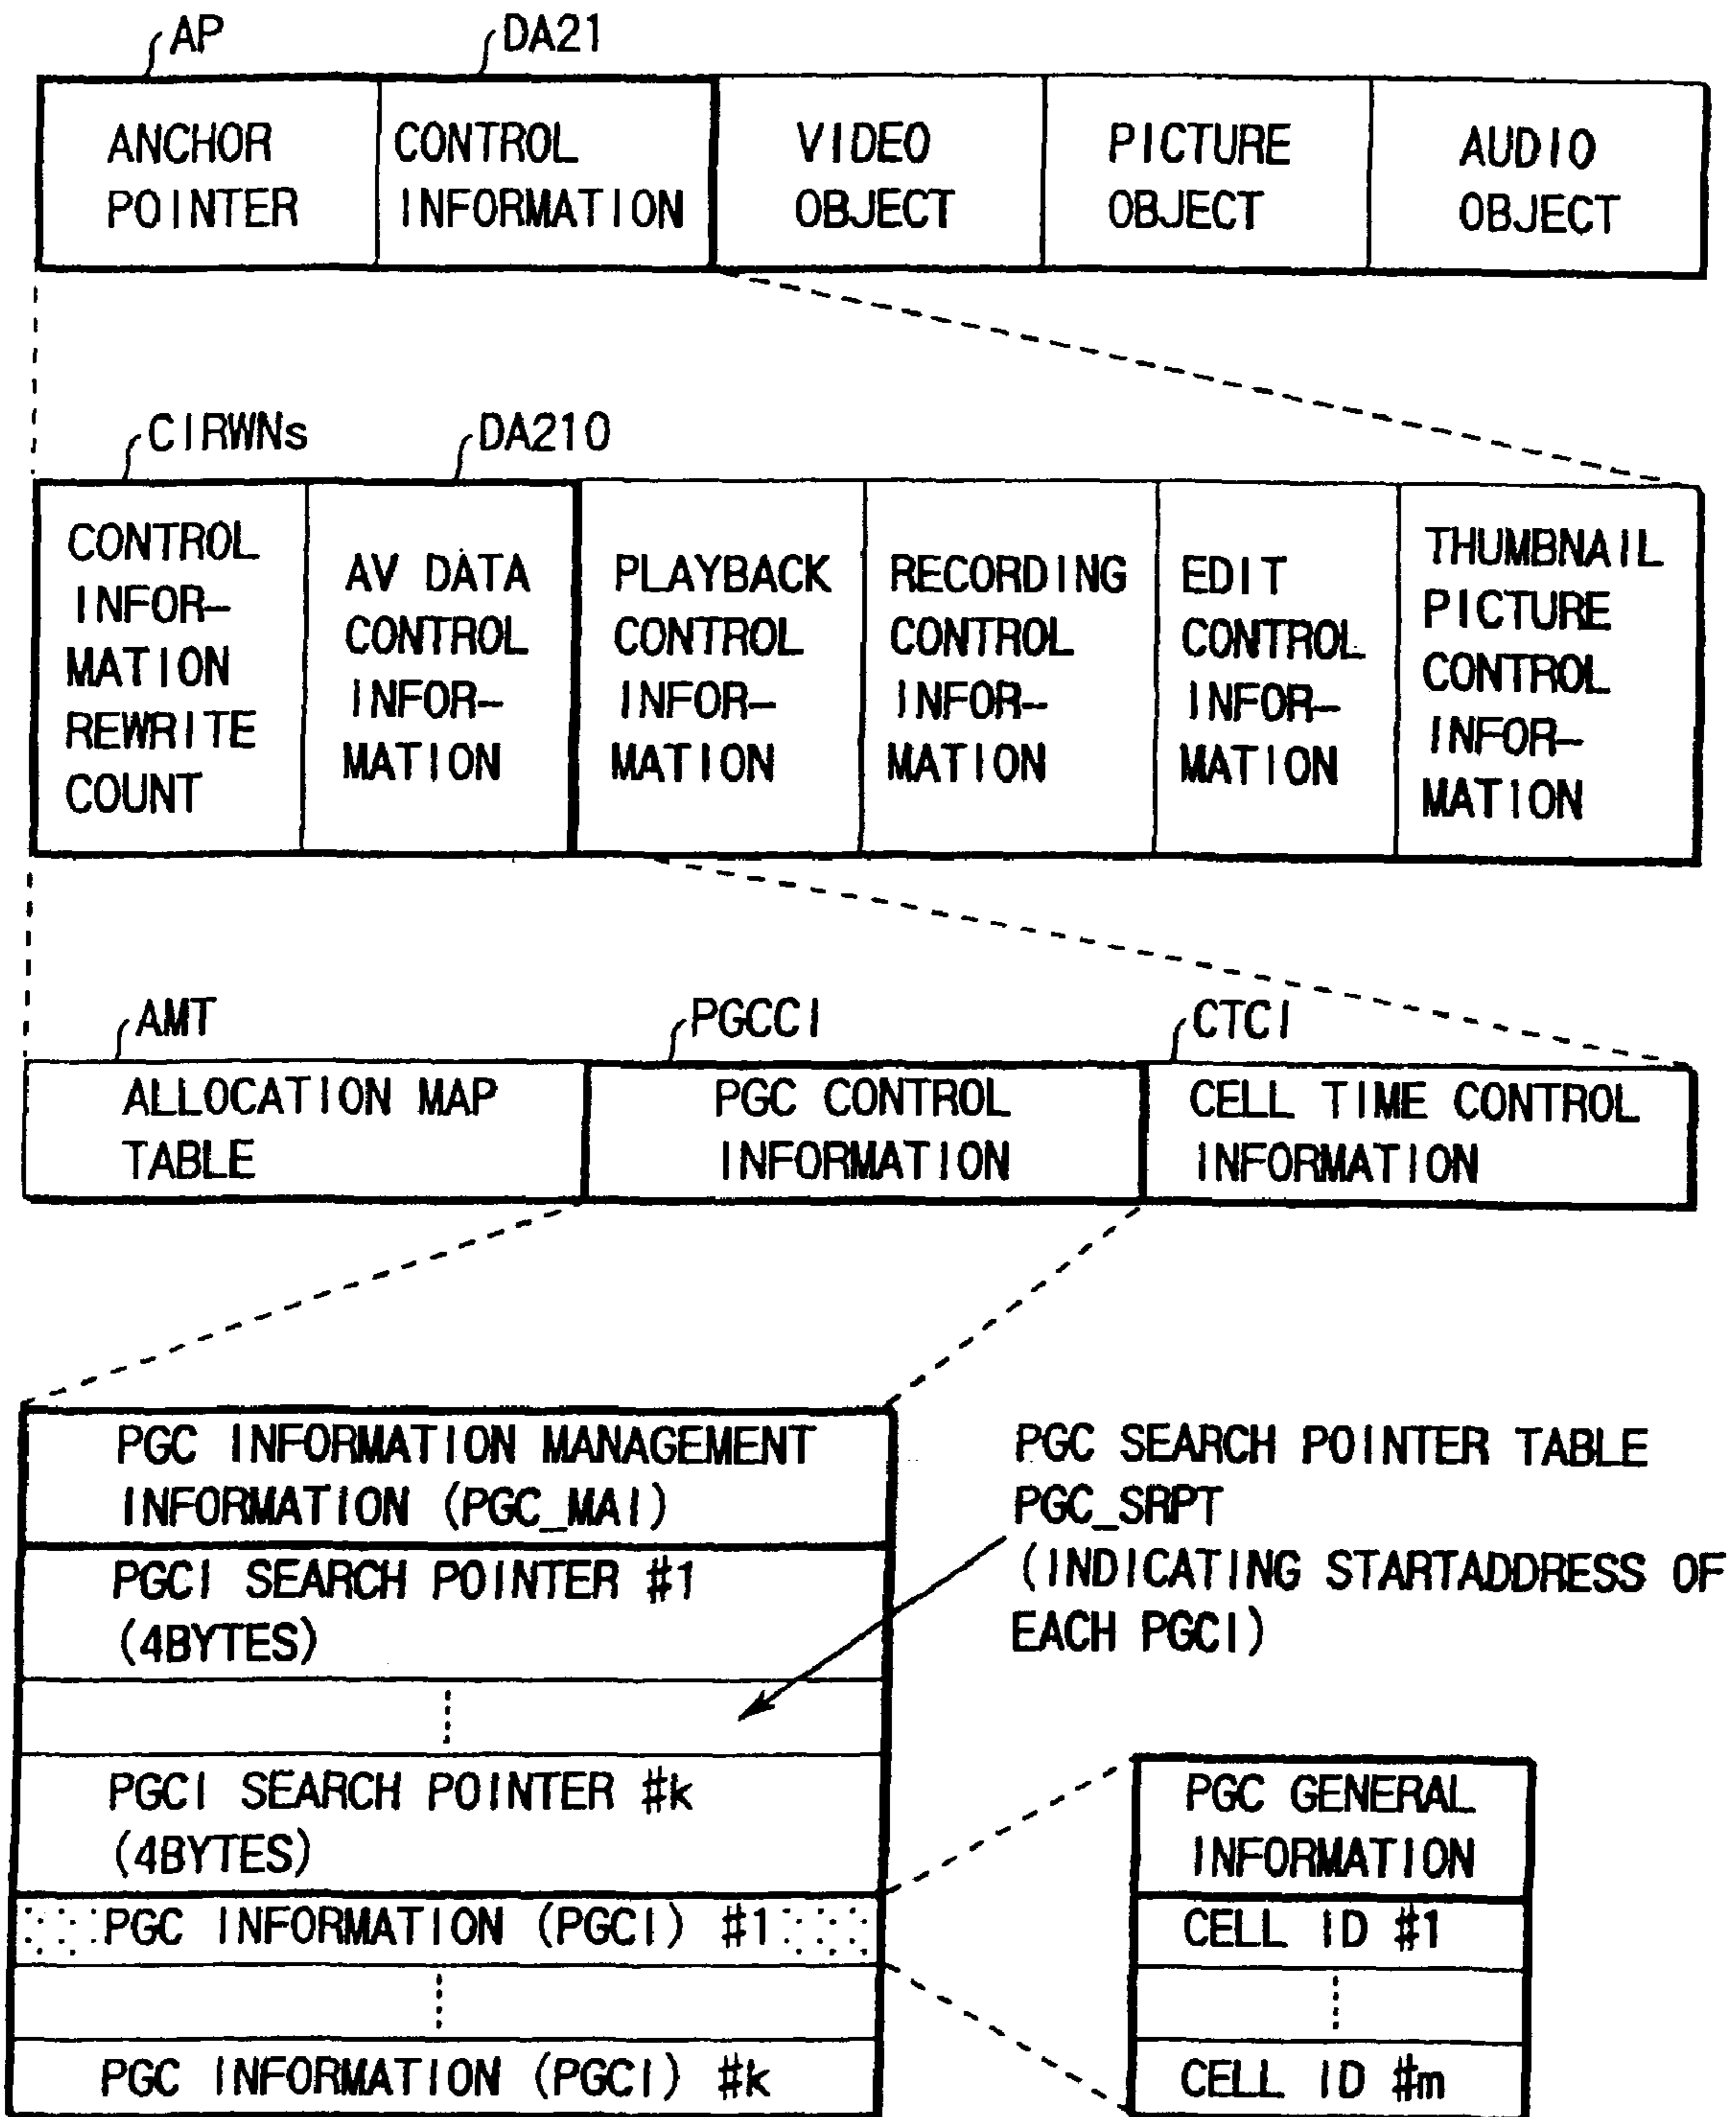 AP
DA21
ANCHOR
POINTER
CONTROL
INFORMATION
VIDEO
OBJECT
PICTURE
OBJECT
AUDIO
OBJECT
CIRWNs
DA210
CONTROL
INFOR-
MATION
REWRITE
COUNT
AV DATA
CONTROL
INFOR-
MATION
PLAYBACK
CONTROL
INFOR-
MATION
RECORDING
CONTROL
INFOR-
MATION
EDIT
CONTROL
INFOR-
MATION
THUMBNAIL
PICTURE
CONTROL
INFOR-
MATION
AMT
PGCCI
CTCI
ALLOCATION MAP
TABLE
PGC CONTROL
INFORMATION
CELL TIME CONTROL
INFORMATION
PGC INFORMATION MANAGEMENT
INFORMATION (PGC_MAI)
PGCI SEARCH POINTER #1
(4BYTES)
PGCI SEARCH POINTER #k
(4BYTES)
PGC INFORMATION (PGCI) #1
PGC INFORMATION (PGCI) #k
PGC SEARCH POINTER TABLE
PGC_SRPT
(INDICATING STARTADDRESS OF
EACH PGCI)
PGC GENERAL
INFORMATION
CELL ID #1
CELL ID #m